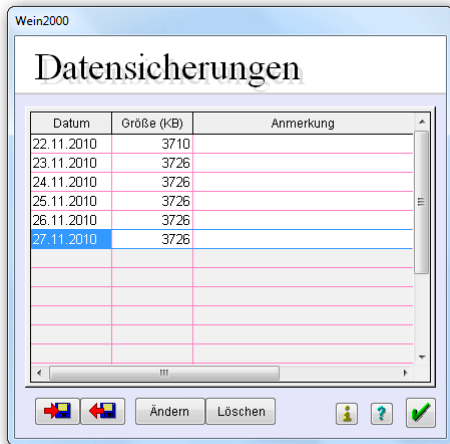 Wein2000
Datensicherungen
Datum Größe (KB) Anmerkung
22.11.2010 3710
23.11.2010 3726
24.11.2010 3726
25.11.2010 3726
26.11.2010 3726
27.11.2010 3726
Ändern Löschen